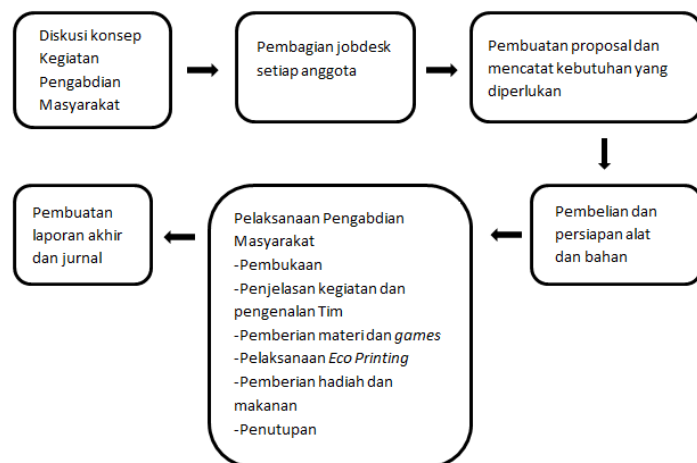 Diskusi konsep
Kegiatan
Pengabdian
Masyarakat
Pembagian jobdesk
setiap anggota
Pembuatan proposal dan
mencatat kebutuhan yang
diperlukan
Pembelian dan
persiapan alat
dan bahan
Pelaksanaan Pengabdian
Masyarakat
-Pembukaan
-Penjelasan kegiatan dan
pengenalan Tim
-Pemberian materi dan games
-Pelaksanaan Eco Printing
-Pemberian hadiah dan
makanan
-Penutupan
Pembuatan
laporan akhir
dan jurnal